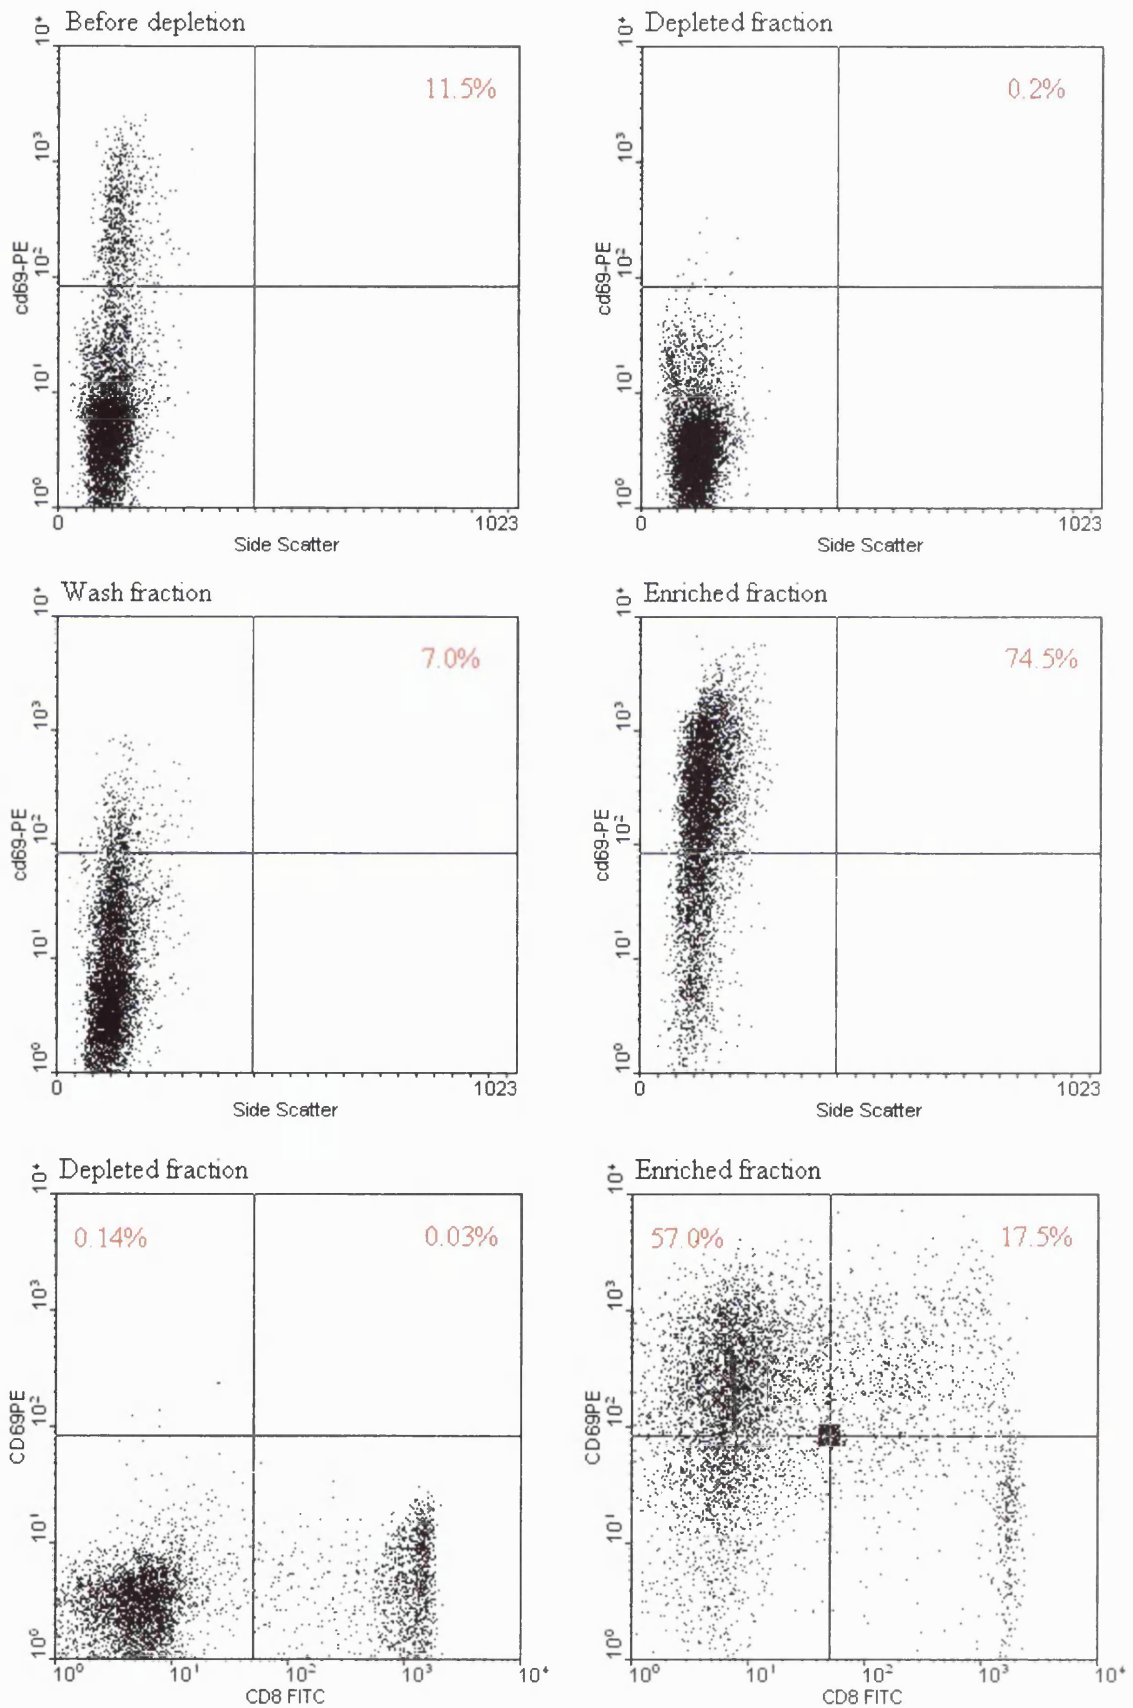 Before depletion
11.5%
10⁴
10³
10²
10¹
10⁰
cd69-PE
0
1023
Side Scatter
Depleted fraction
0.2%
10⁴
10³
10²
10¹
10⁰
cd69-PE
0
1023
Side Scatter
Wash fraction
7.0%
10⁴
10³
10²
10¹
10⁰
cd69-PE
0
1023
Side Scatter
Enriched fraction
74.5%
10⁴
10³
10²
10¹
10⁰
cd69-PE
0
1023
Side Scatter
Depleted fraction
0.14% 0.03%
10⁴
10³
10²
10¹
10⁰
CD69PE
10⁰ 10¹ 10² 10³ 10⁴
CD8 FITC
Enriched fraction
57.0% 17.5%
10⁴
10³
10²
10¹
10⁰
CD69PE
10⁰ 10¹ 10² 10³ 10⁴
CD8 FITC